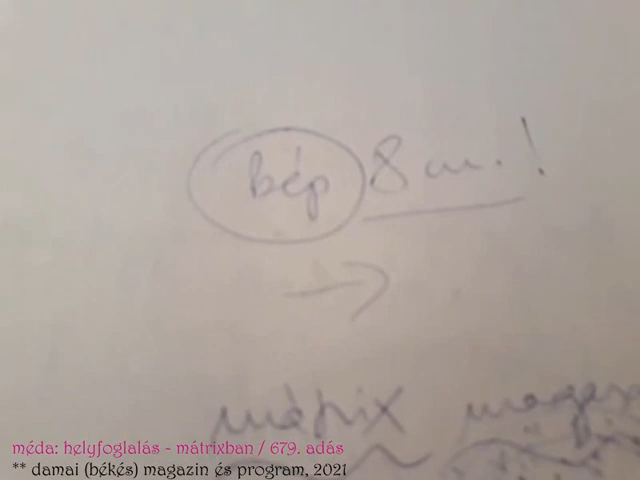 bép 8 m.!
mátrix
méda: helyfoglalás - mátrixban / 679. adás
** damai (békés) magazin és program, 2021